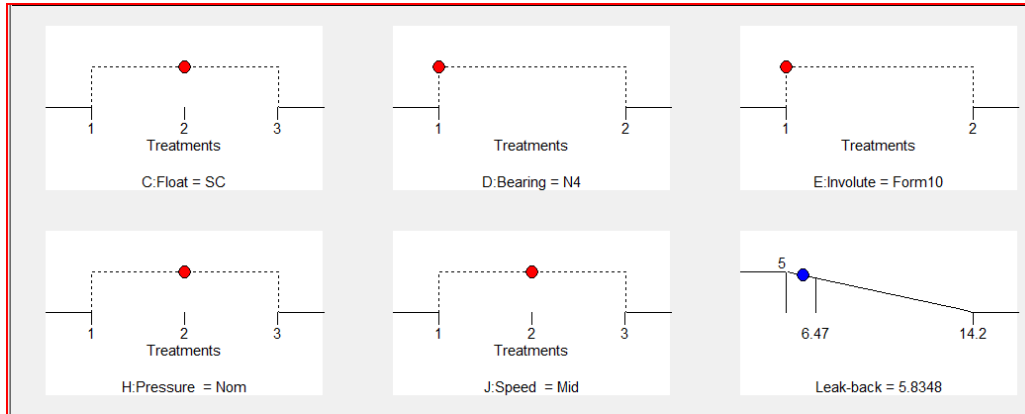 1 2 3
Treatments
C:Float = SC
1 2
Treatments
D:Bearing = N4
1 2
Treatments
E:Involute = Form10
1 2 3
Treatments
H:Pressure = Nom
1 2 3
Treatments
J:Speed = Mid
5
6.47 14.2
Leak-back = 5.8348